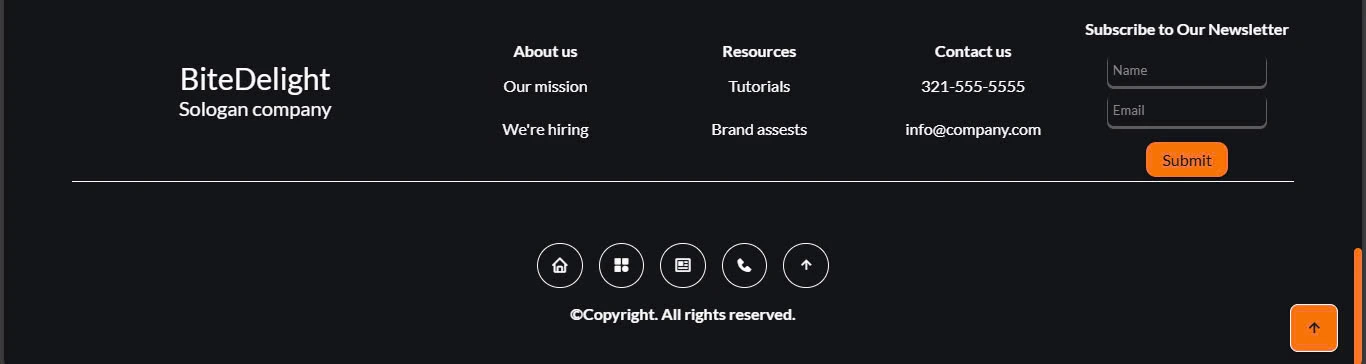 BiteDelight
Sologan company
About us
Our mission
We're hiring
Resources
Tutorials
Brand assests
Contact us
321-555-5555
info@company.com
Subscribe to Our Newsletter
Name
Email
Submit
©Copyright. All rights reserved.